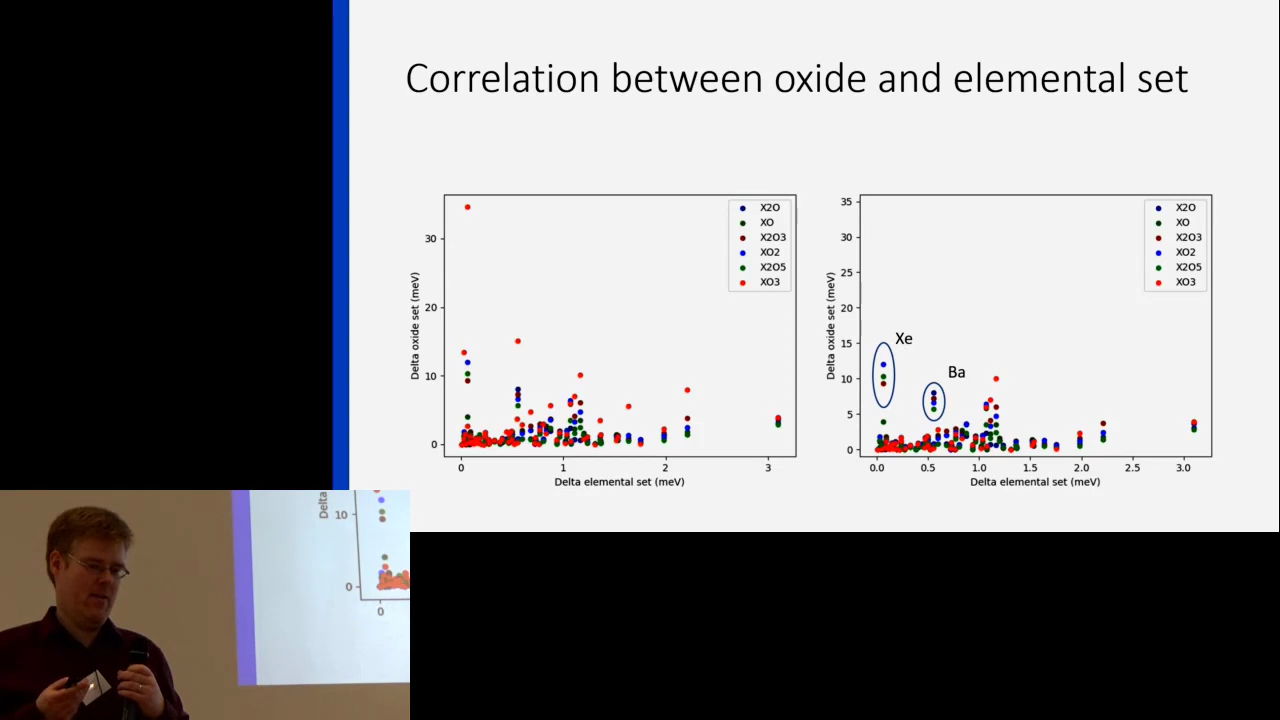 Correlation between oxide and elemental set
Delta oxide set (meV)
30
20
10
0
X2O
XO
X2O3
XO2
X2O5
XO3
0
1
2
3
Delta elemental set (meV)
Delta oxide set (meV)
35
30
25
20
15
10
5
0
X2O
XO
X2O3
XO2
X2O5
XO3
Xe
Ba
0.0
0.5
1.0
1.5
2.0
2.5
3.0
Delta elemental set (meV)
Delta
10
0
0